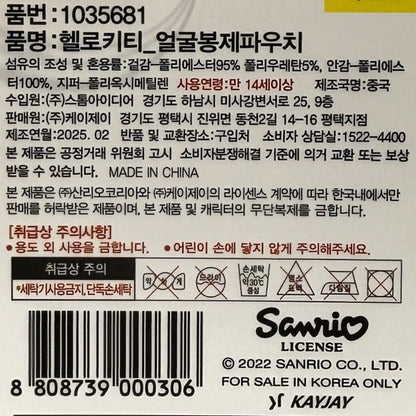 품번 : 1035681
품명 : 헬로키티_얼굴봉제파우치
섬유의 조성 및 혼용률:겉감-폴리에스터95% 폴리우레탄5%, 안감-폴리에스
터100%, 지퍼-폴리옥시메틸렌 사용연령:만 14세이상 제조국명:중국
수입원:(주)스톰아이디어 경기도 하남시 미사강변서로 25, 9층
판매원:(주)케이제이 경기도 평택시 진위면 동천2길 14-16 평택지점
제조연월:2025. 02 반품 및 교환장소:구입처 소비자 상담실:1522-4400
본 제품은 공정거래 위원회 고시 소비자분쟁해결 기준에 의거 교환 또는 보상
받을 수 있습니다. MADE IN CHINA
본 제품은 ㈜산리오코리아와 ㈜케이제이의 라이센스 계약에 따라 한국내에서만
판매를 허락받은 제품이며, 본 제품 및 캐릭터의 무단복제를 금합니다.
[취급상 주의사항]
●용도 외 사용을 금합니다. ●어린이 손에 닿지 않게 주의해주세요.
취급상 주의
*세탁기사용금지, 단독손세탁
손세탁
약30℃
중성
염소
표백
Sanrio
LICENSE
© 2022 SANRIO CO., LTD.
FOR SALE IN KOREA ONLY
KAYJAY
8 808739 000306